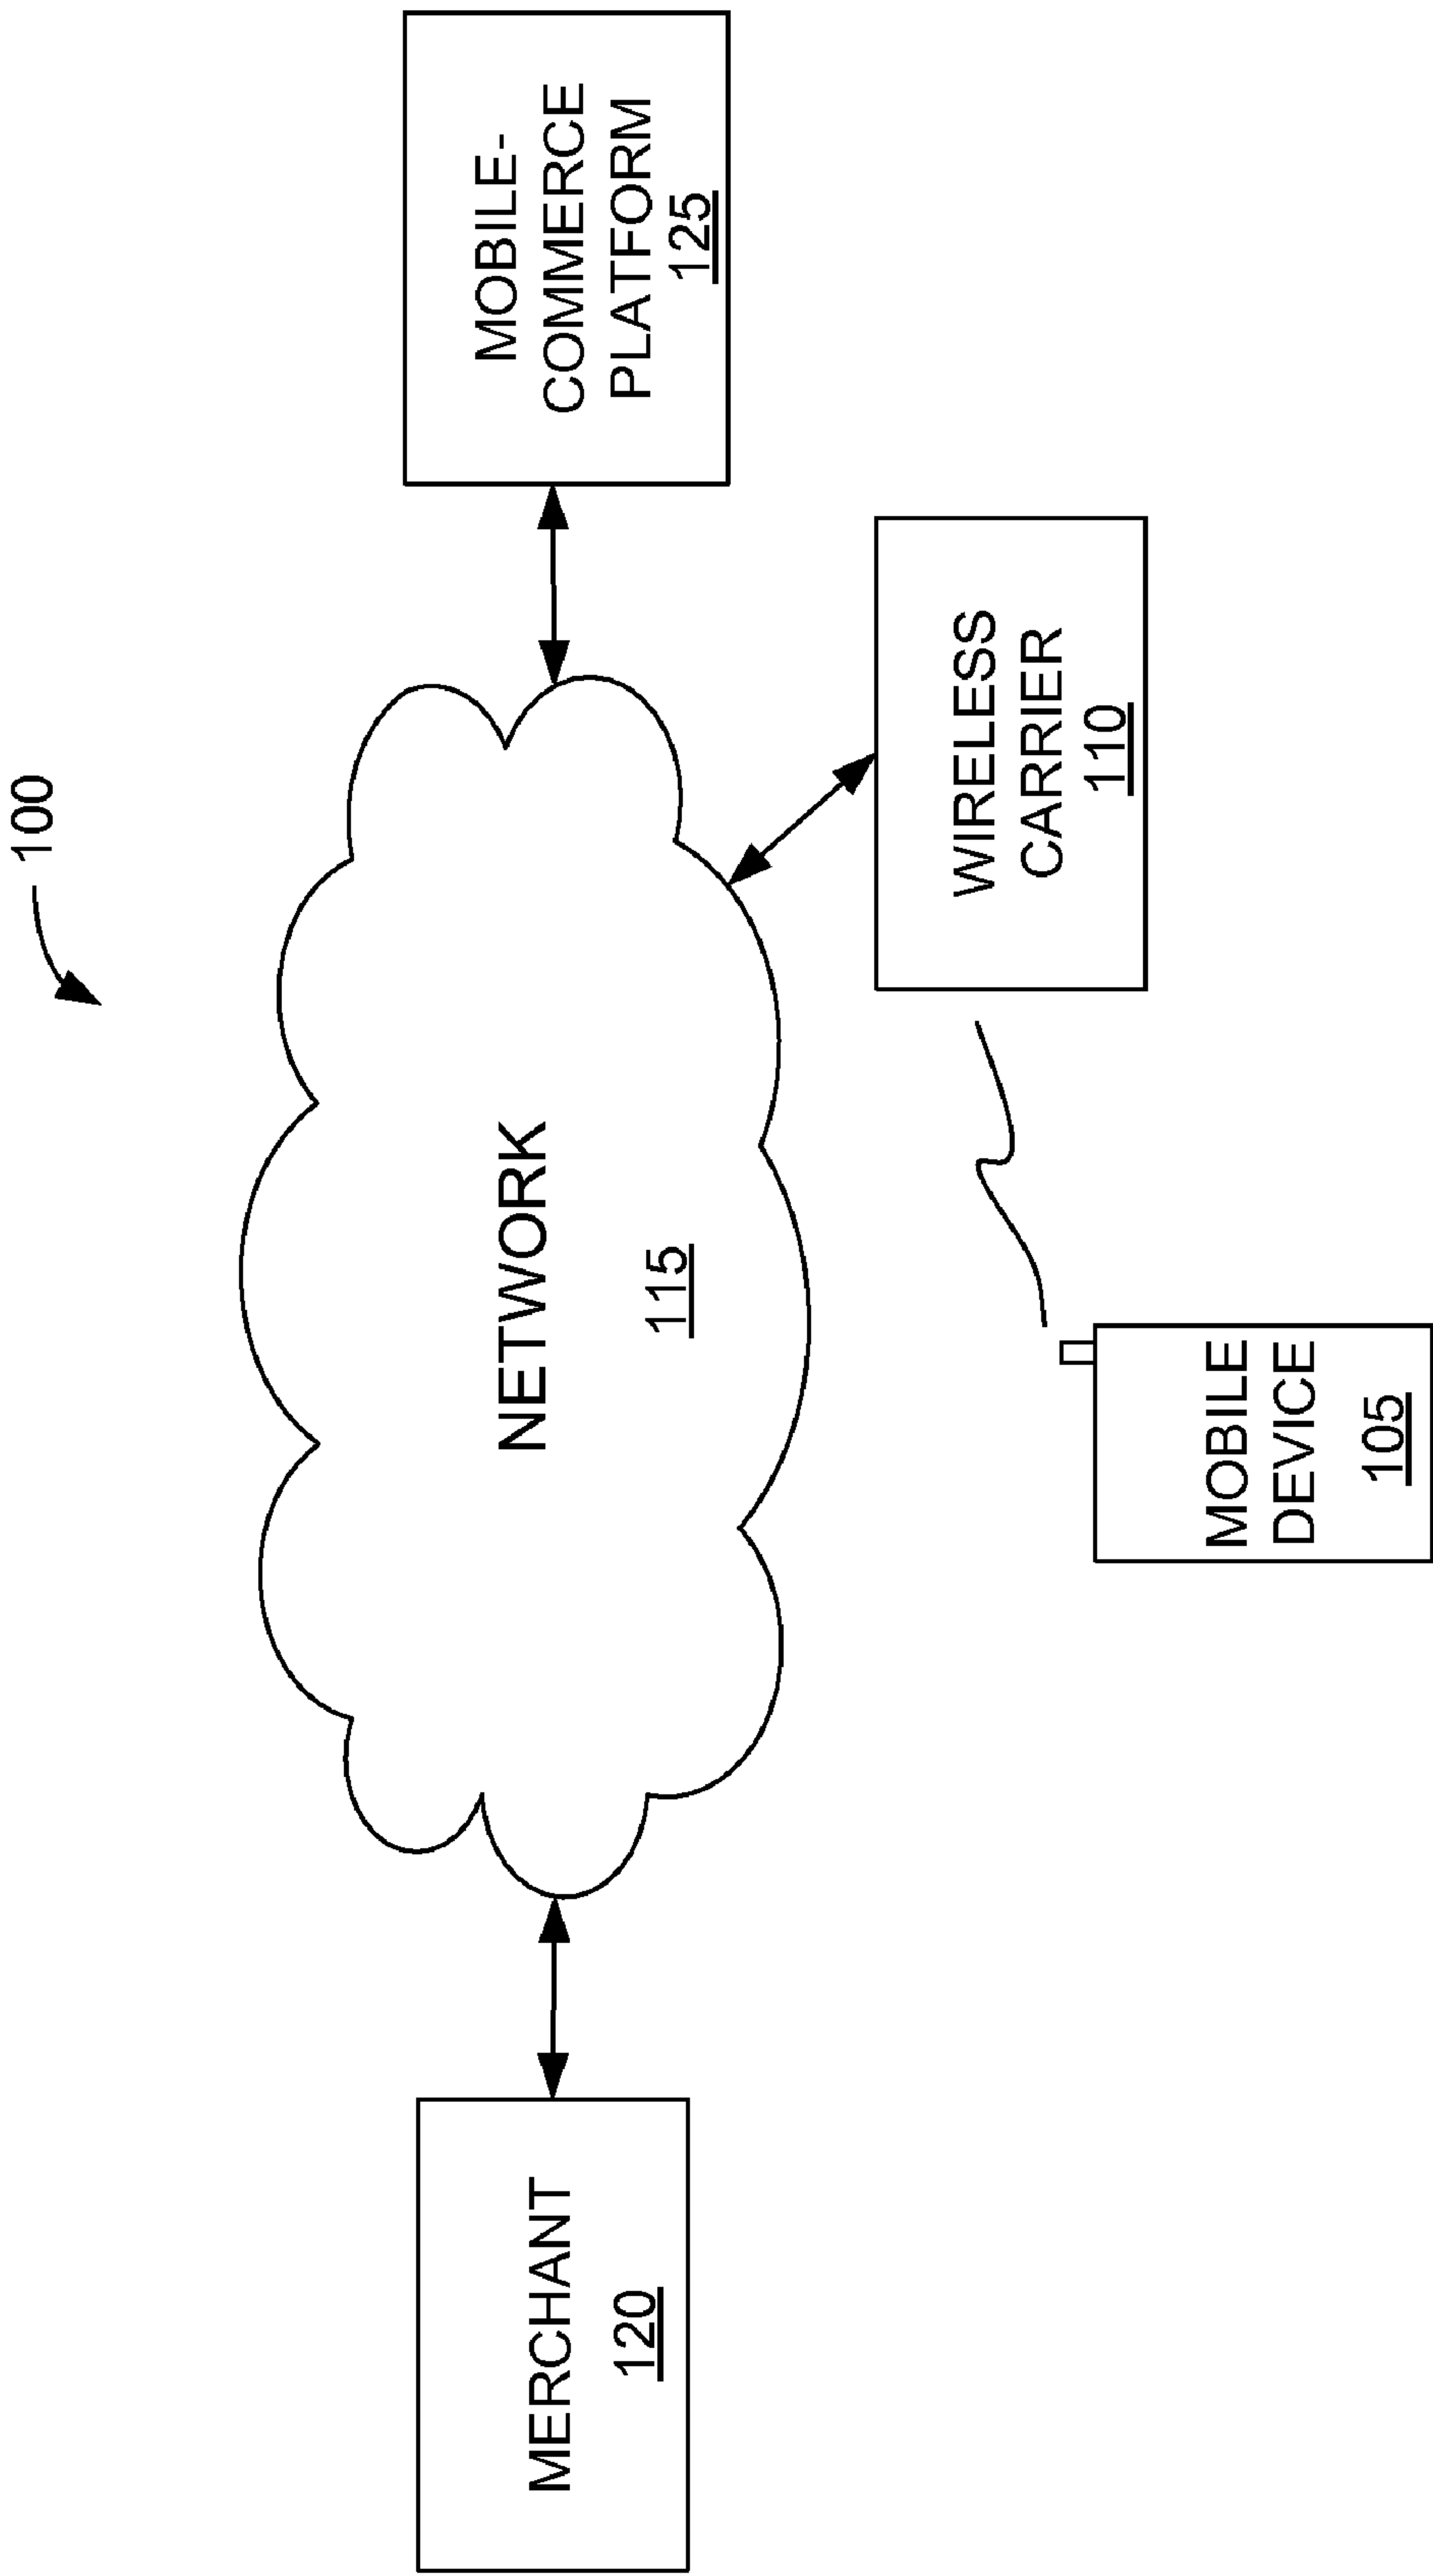 100
MERCHANT
120
NETWORK
115
MOBILE-
COMMERCE
PLATFORM
125
WIRELESS
CARRIER
110
MOBILE
DEVICE
105